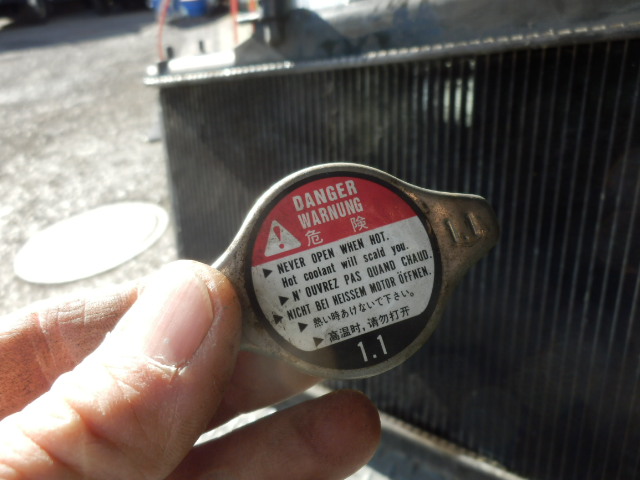 DANGER
WARNUNG
危 険
NEVER OPEN WHEN HOT.
Hot coolant will scald you.
N' OUVREZ PAS QUAND CHAUD.
NICHT BEI HEISSEM MOTOR ÖFFNEN.
熱い時あけないで下さい。
高温时,请勿打开
1.1
1.1